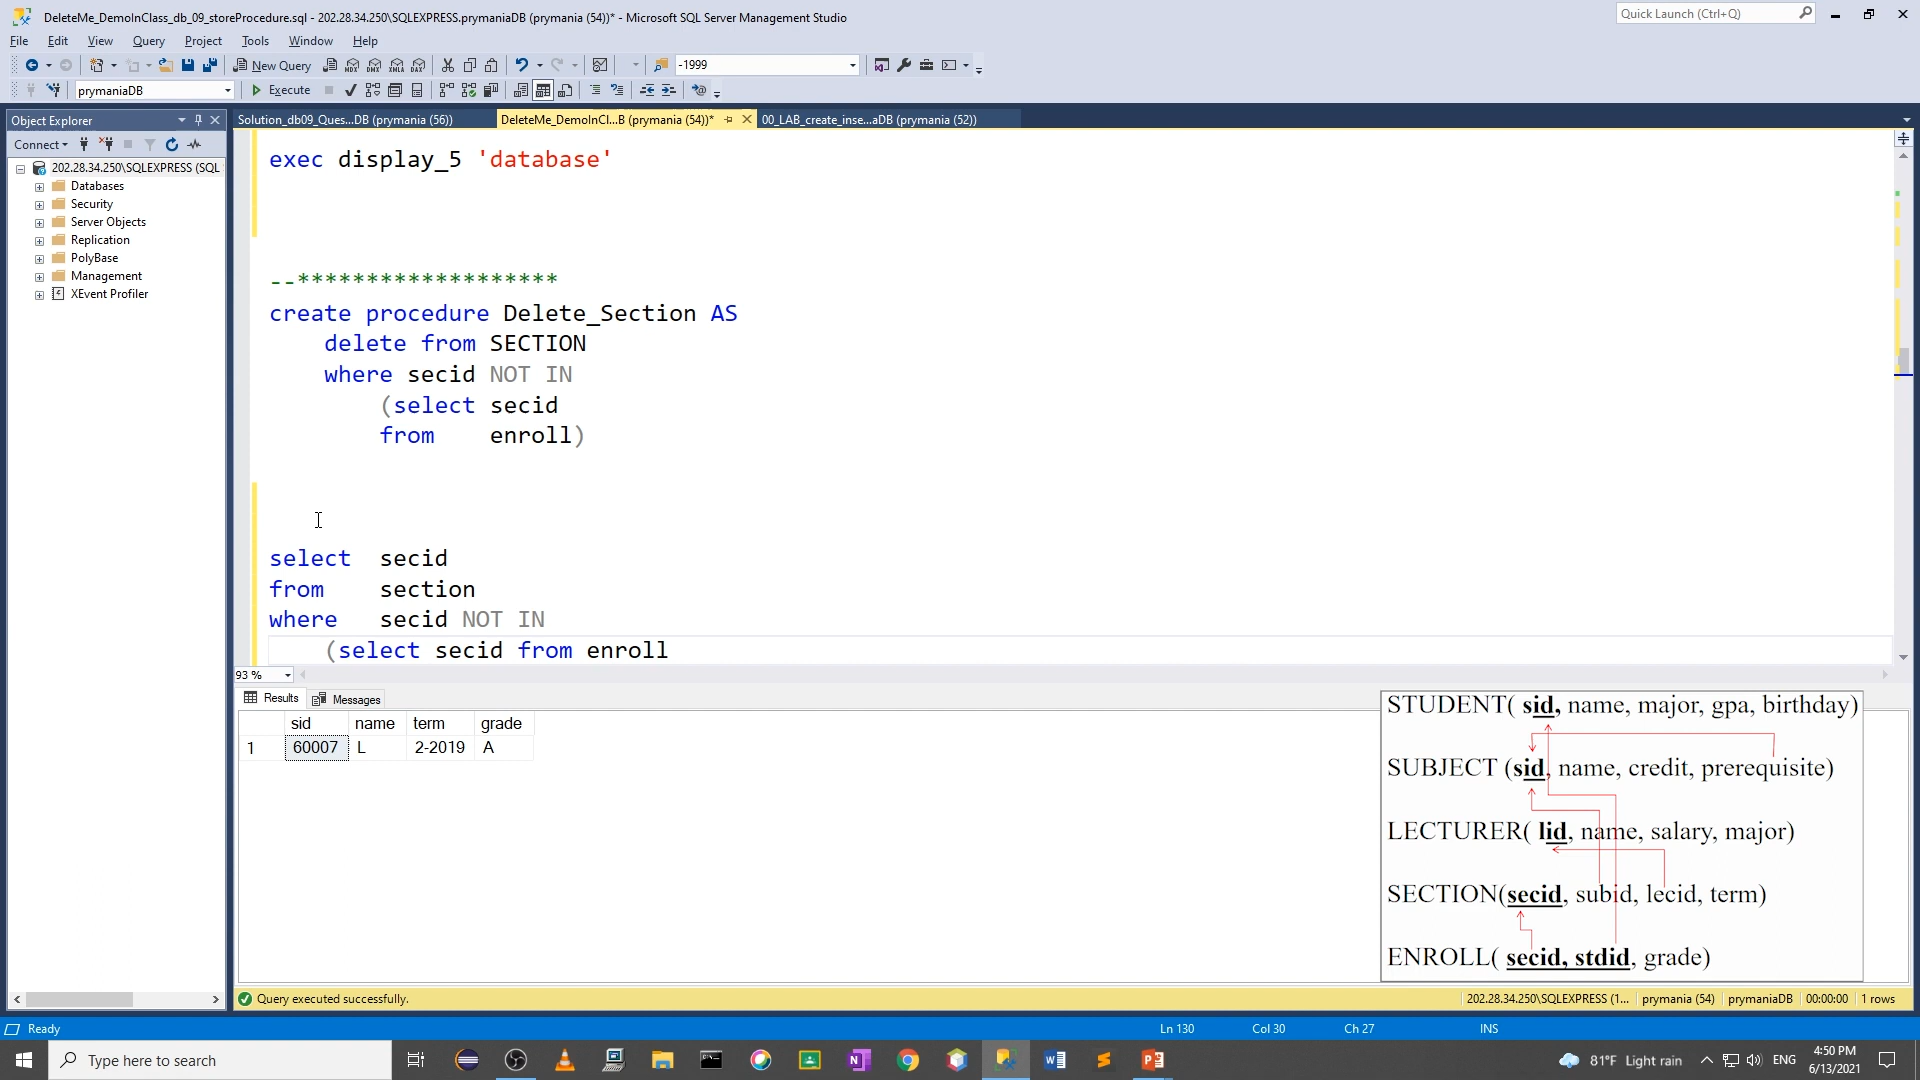 DeleteMe_DemoInClass_db_09_storeProcedure.sql - 202.28.34.250\SQLEXPRESS.prymaniaDB (prymania (54))* - Microsoft SQL Server Management Studio
Quick Launch (Ctrl+Q)
File Edit View Query Project Tools Window Help
New Query
-1999
prymaniaDB
Execute
Object Explorer
Solution_db09_Ques...DB (prymania (56))
DeleteMe_DemoInCl...B (prymania (54))*
00_LAB_create_inse...aDB (prymania (52))
Connect
202.28.34.250\SQLEXPRESS (SQL
Databases
Security
Server Objects
Replication
PolyBase
Management
XEvent Profiler
exec display_5 'database'
--*******************
create procedure Delete_Section AS
delete from SECTION
where secid NOT IN
(select secid
from enroll)
select secid
from section
where secid NOT IN
(select secid from enroll
93 %
Results Messages
sid name term grade
1 60007 L 2-2019 A
STUDENT( sid, name, major, gpa, birthday)
SUBJECT (sid, name, credit, prerequisite)
LECTURER( lid, name, salary, major)
SECTION(secid, subid, lecid, term)
ENROLL( secid, stdid, grade)
Query executed successfully.
202.28.34.250\SQLEXPRESS (1... prymania (54) prymaniaDB 00:00:00 1 rows
Ready
Ln 130 Col 30 Ch 27 INS
Type here to search
81°F Light rain
ENG
4:50 PM
6/13/2021